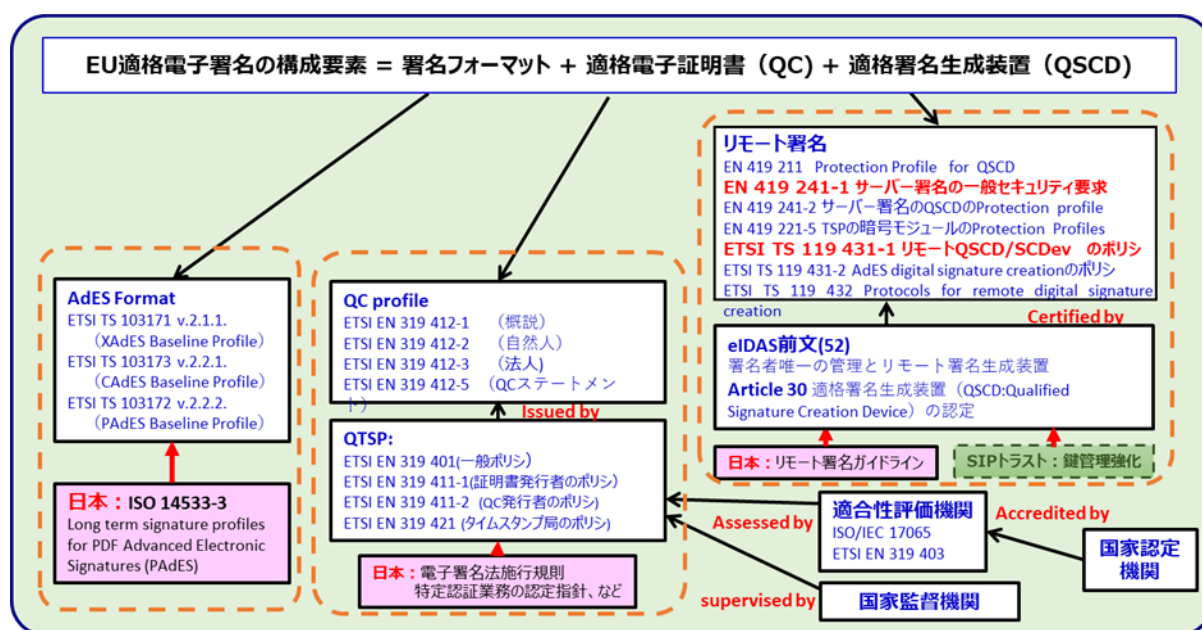 EU適格電子署名の構成要素 = 署名フォーマット + 適格電子証明書（QC) + 適格署名生成装置（QSCD)
AdES Format
ETSI TS 103171 v.2.1.1.
（XAdES Baseline Profile）
ETSI TS 103173 v.2.2.1.
（CAdES Baseline Profile）
ETSI TS 103172 v.2.2.2.
（PAdES Baseline Profile）
日本：ISO 14533-3
Long term signature profiles
for PDF Advanced Electronic
Signatures (PAdES)
QC profile
ETSI EN 319 412-1 （概説）
ETSI EN 319 412-2 （自然人）
ETSI EN 319 412-3 （法人）
ETSI EN 319 412-5 （QCステートメン
ト）
Issued by
QTSP:
ETSI EN 319 401(一般ポリシ）
ETSI EN 319 411-1(証明書発行者のポリシ）
ETSI EN 319 411-2 (QC発行者のポリシ)
ETSI EN 319 421 (タイムスタンプ局のポリシ)
日本：電子署名法施行規則
特定認証業務の認定指針、など
リモート署名
EN 419 211 Protection Profile for QSCD
EN 419 241-1 サーバー署名の一般セキュリティ要求
EN 419 241-2 サーバー署名のQSCDのProtection profile
EN 419 221-5 TSPの暗号モジュールのProtection Profiles
ETSI TS 119 431-1 リモートQSCD/SCDev のポリシ
ETSI TS 119 431-2 AdES digital signature creationのポリシ
ETSI TS 119 432 Protocols for remote digital signature
creation
Certified by
eIDAS前文(52)
署名者唯一の管理とリモート署名生成装置
Article 30 適格署名生成装置（QSCD:Qualified
Signature Creation Device）の認定
日本：リモート署名ガイドライン
SIPトラスト：鍵管理強化
Assessed by
適合性評価機関
ISO/IEC 17065
ETSI EN 319 403
Accredited by
国家認定
機関
supervised by
国家監督機関